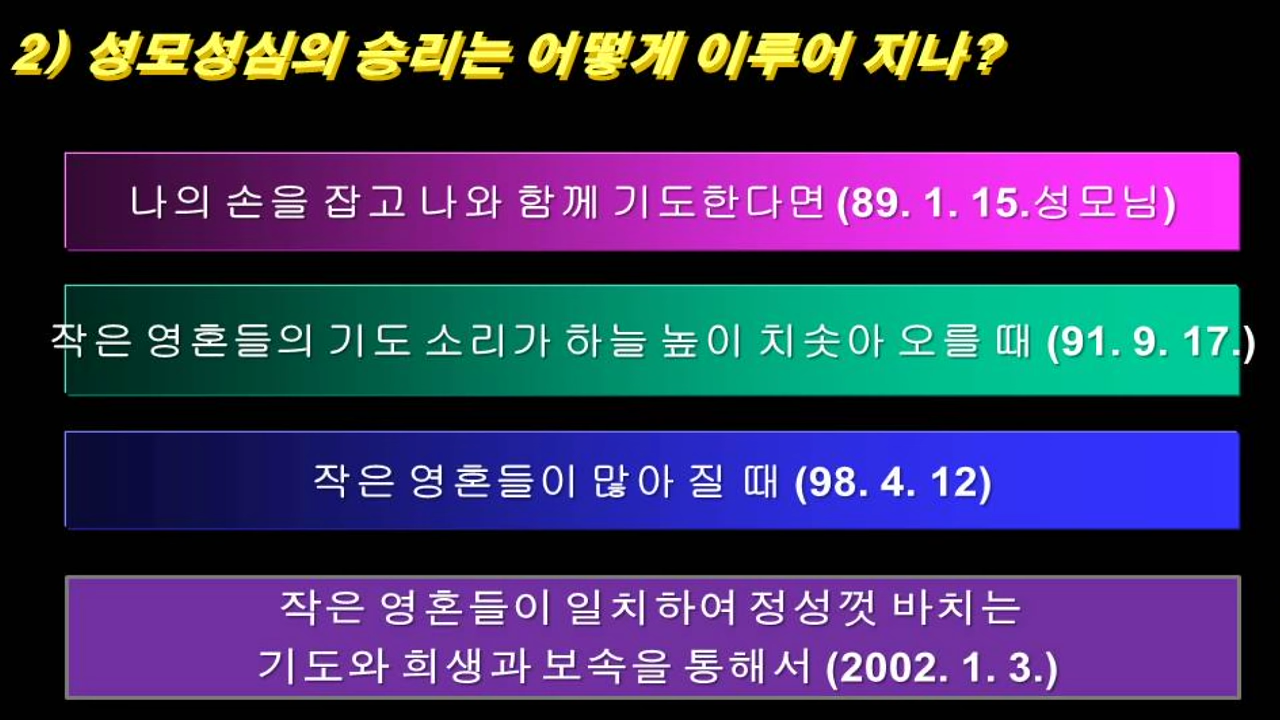 2) 성모성심의 승리는 어떻게 이루어 지나?
나의 손을 잡고 나와 함께 기도한다면 (89. 1. 15.성모님)
작은 영혼들의 기도 소리가 하늘 높이 치솟아 오를 때 (91. 9. 17.)
작은 영혼들이 많아 질 때 (98. 4. 12)
작은 영혼들이 일치하여 정성껏 바치는
기도와 희생과 보속을 통해서 (2002. 1. 3.)